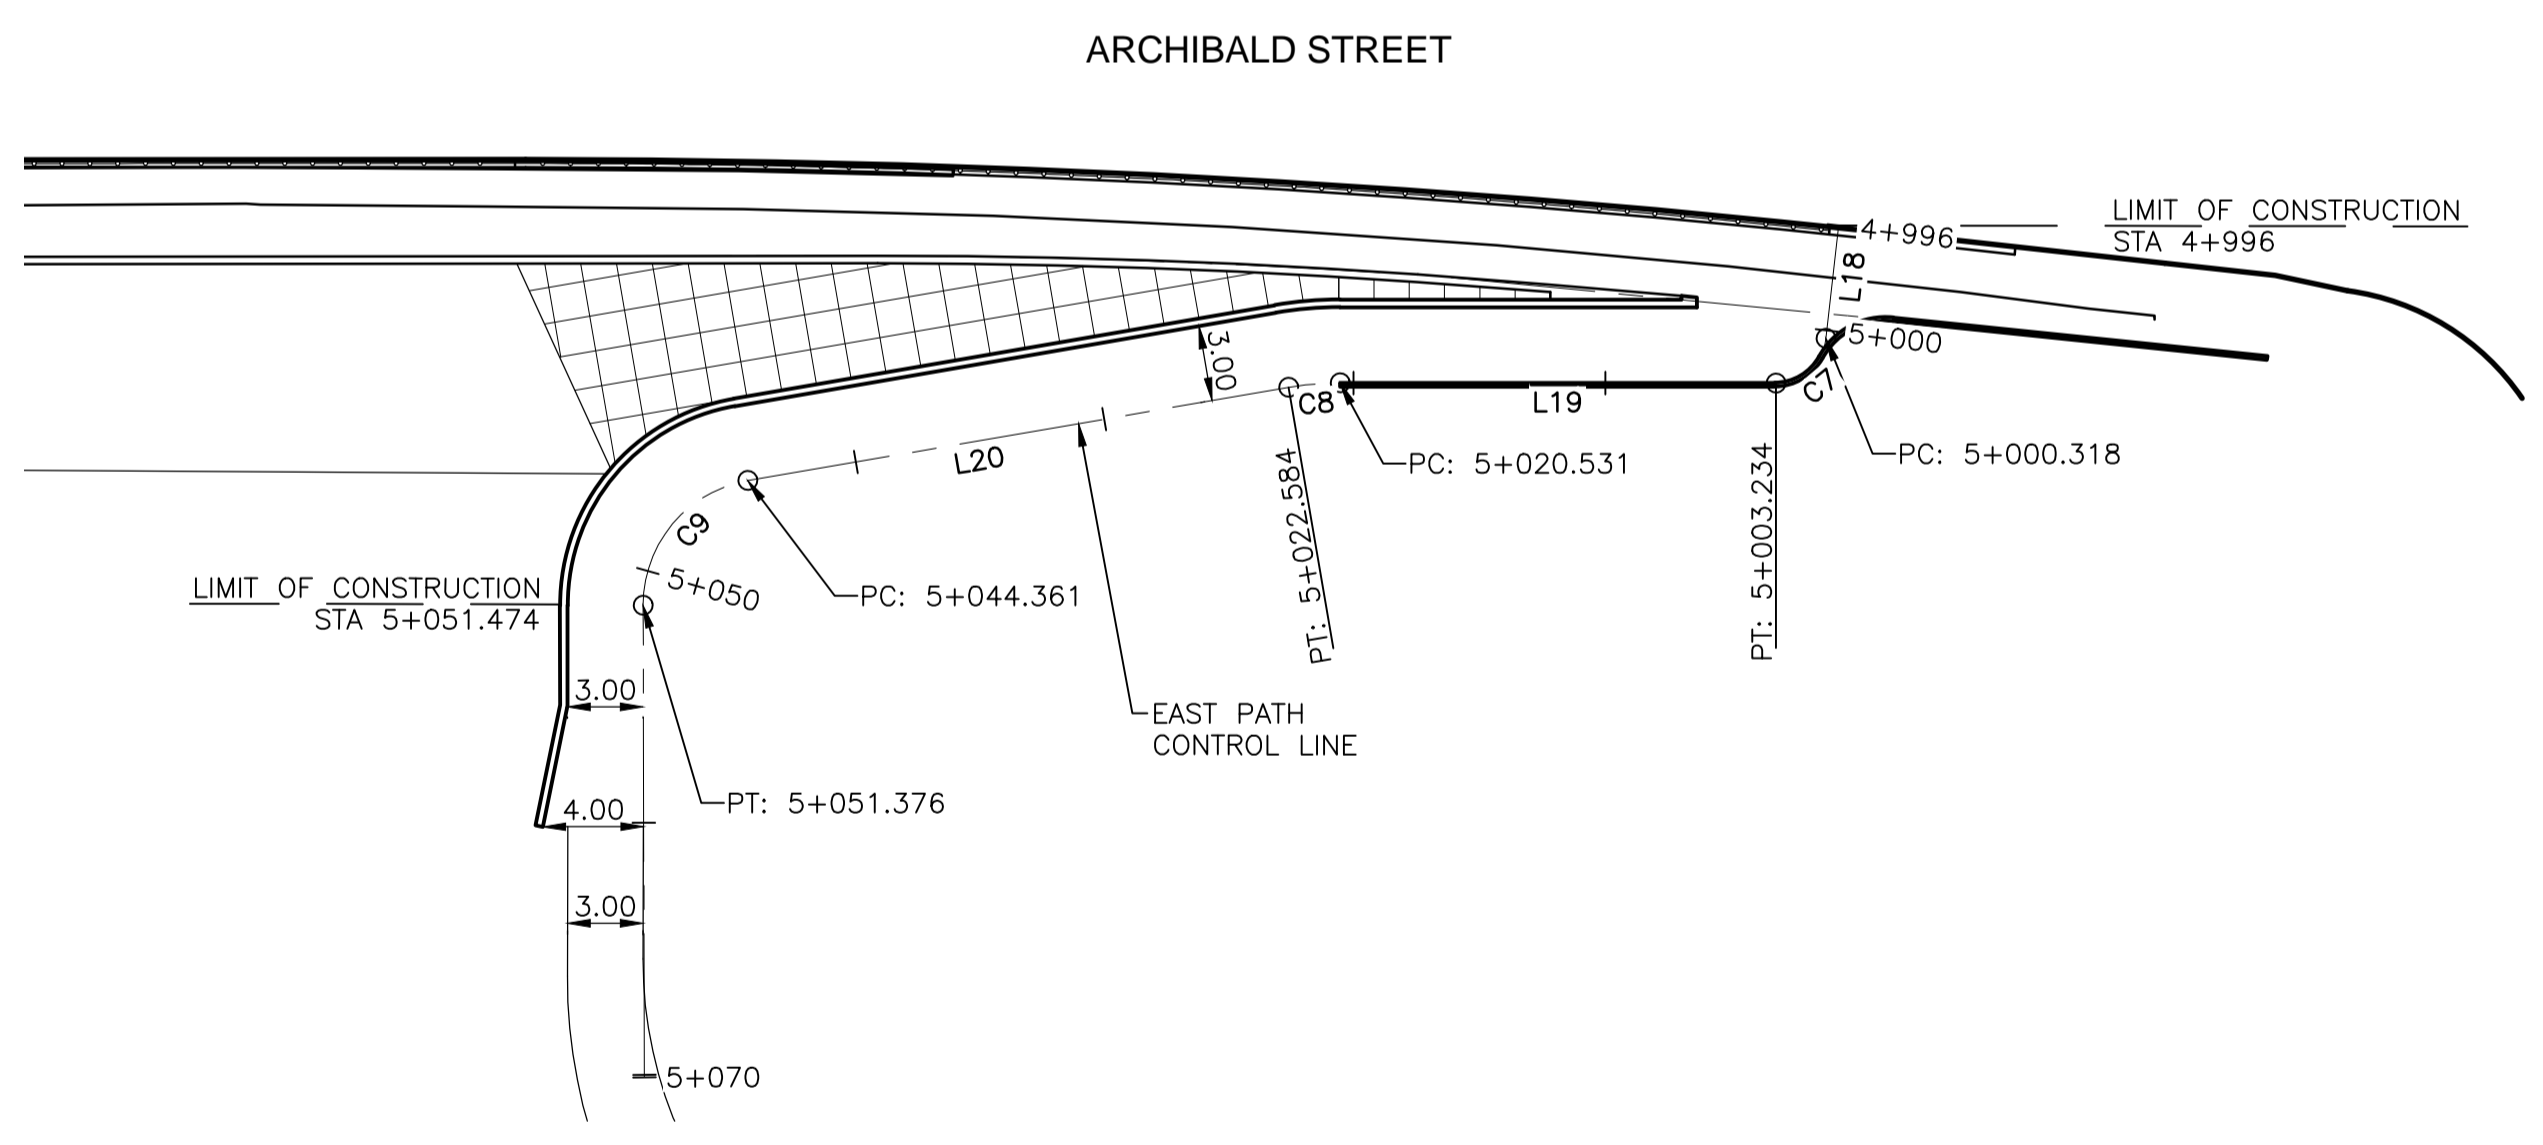 ARCHIBALD STREET
LIMIT OF CONSTRUCTION
STA 4+996
4+996
L18
5+000
3.00
C8
L19
C7
PC: 5+000.318
PC: 5+020.531
L20
PT: 5+022.584
PT: 5+003.234
C9
5+050
PC: 5+044.361
LIMIT OF CONSTRUCTION
STA 5+051.474
3.00
EAST PATH
CONTROL LINE
PT: 5+051.376
4.00
3.00
5+070